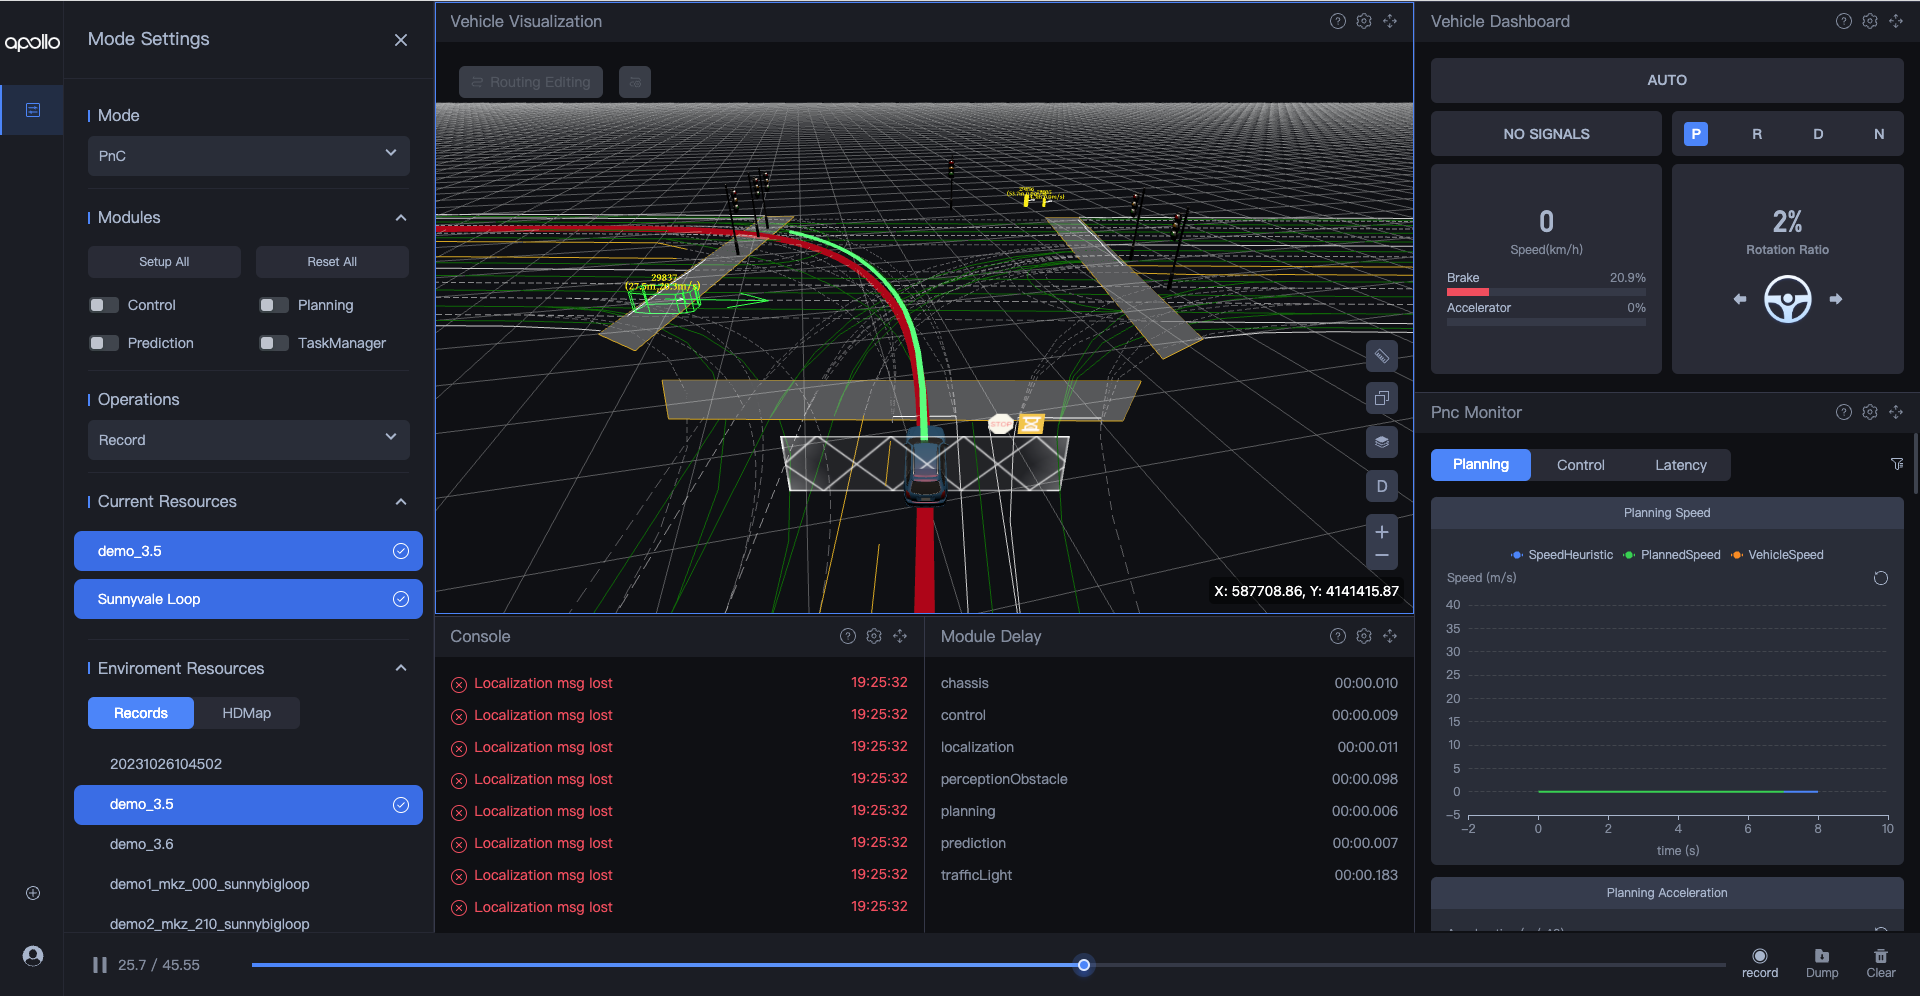 apollo
Mode Settings
Mode
PnC
Modules
Setup All
Reset All
Control
Planning
Prediction
TaskManager
Operations
Record
Current Resources
demo_3.5
Sunnyvale Loop
Enviroment Resources
Records
HDMap
20231026104502
demo_3.5
demo_3.6
demo1_mkz_000_sunnybigloop
demo2_mkz_210_sunnybigloop
Vehicle Visualization
Routing Editing
29837
STOP
D
X: 587708.86, Y: 4141415.87
Console
Localization msg lost 19:25:32
Localization msg lost 19:25:32
Localization msg lost 19:25:32
Localization msg lost 19:25:32
Localization msg lost 19:25:32
Localization msg lost 19:25:32
Localization msg lost 19:25:32
Localization msg lost 19:25:32
Module Delay
chassis 00:00.010
control 00:00.009
localization 00:00.011
perceptionObstacle 00:00.098
planning 00:00.006
prediction 00:00.007
trafficLight 00:00.183
Vehicle Dashboard
AUTO
NO SIGNALS
P R D N
0
Speed(km/h)
Brake 20.9%
Accelerator 0%
2%
Rotation Ratio
Pnc Monitor
Planning Control Latency
Planning Speed
SpeedHeuristic PlannedSpeed VehicleSpeed
Speed (m/s)
40
35
30
25
20
15
10
5
0
-5
-2 0 2 4 6 8 10
time (s)
Planning Acceleration
25.7 / 45.55
record
Dump
Clear